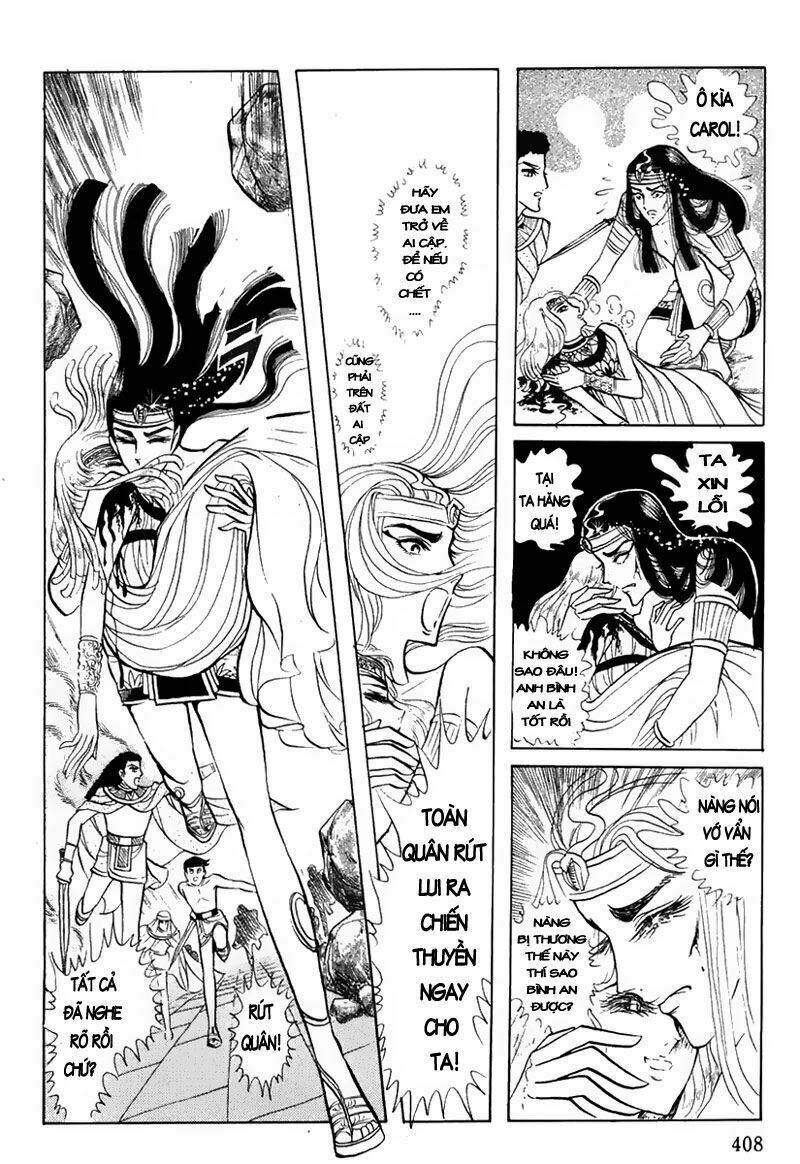 Ô KÌA
CAROL!
TA
XIN
LỖI
TẠI
TA HĂNG
QUÁ!
KHÔNG
SAO ĐÂU!
ANH BÌNH
AN LÀ
TỐT RỒI
NÀNG NÓI
VỚ VẨN
GÌ THẾ?
NÀNG
BỊ THƯƠNG
THẾ NÀY
THÍ SAO
BÌNH AN
ĐƯỢC?
HÃY
ĐƯA EM
TRỞ VỀ
AI CẬP.
ĐỂ NẾU
CÓ
CHẾT
....
CŨNG
PHẢI
TRÊN
ĐẤT
AI
CẬP
TOÀN
QUÂN RÚT
LUI RA
CHIẾN
THUYỀN
NGAY
CHO
TA!
RÚT
QUÂN!
TẤT CẢ
ĐÃ NGHE
RÕ RỒI
CHỨ?
408